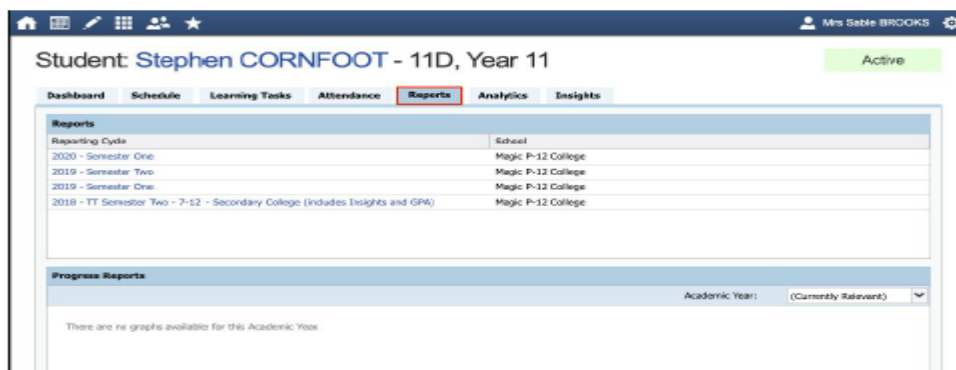 Mrs Sable BROOKS
Student: Stephen CORNFOOT - 11D, Year 11
Active
Dashboard Schedule Learning Tasks Attendance Reports Analytics Insights
Reports
Reporting Cycle School
2020 - Semester One Magic P-12 College
2019 - Semester Two Magic P-12 College
2019 - Semester One Magic P-12 College
2018 - TT Semester Two - 7-12 - Secondary College (includes Insights and GPA) Magic P-12 College
Progress Reports
Academic Year: (Currently Relevant)
There are no graphs available for this Academic Year